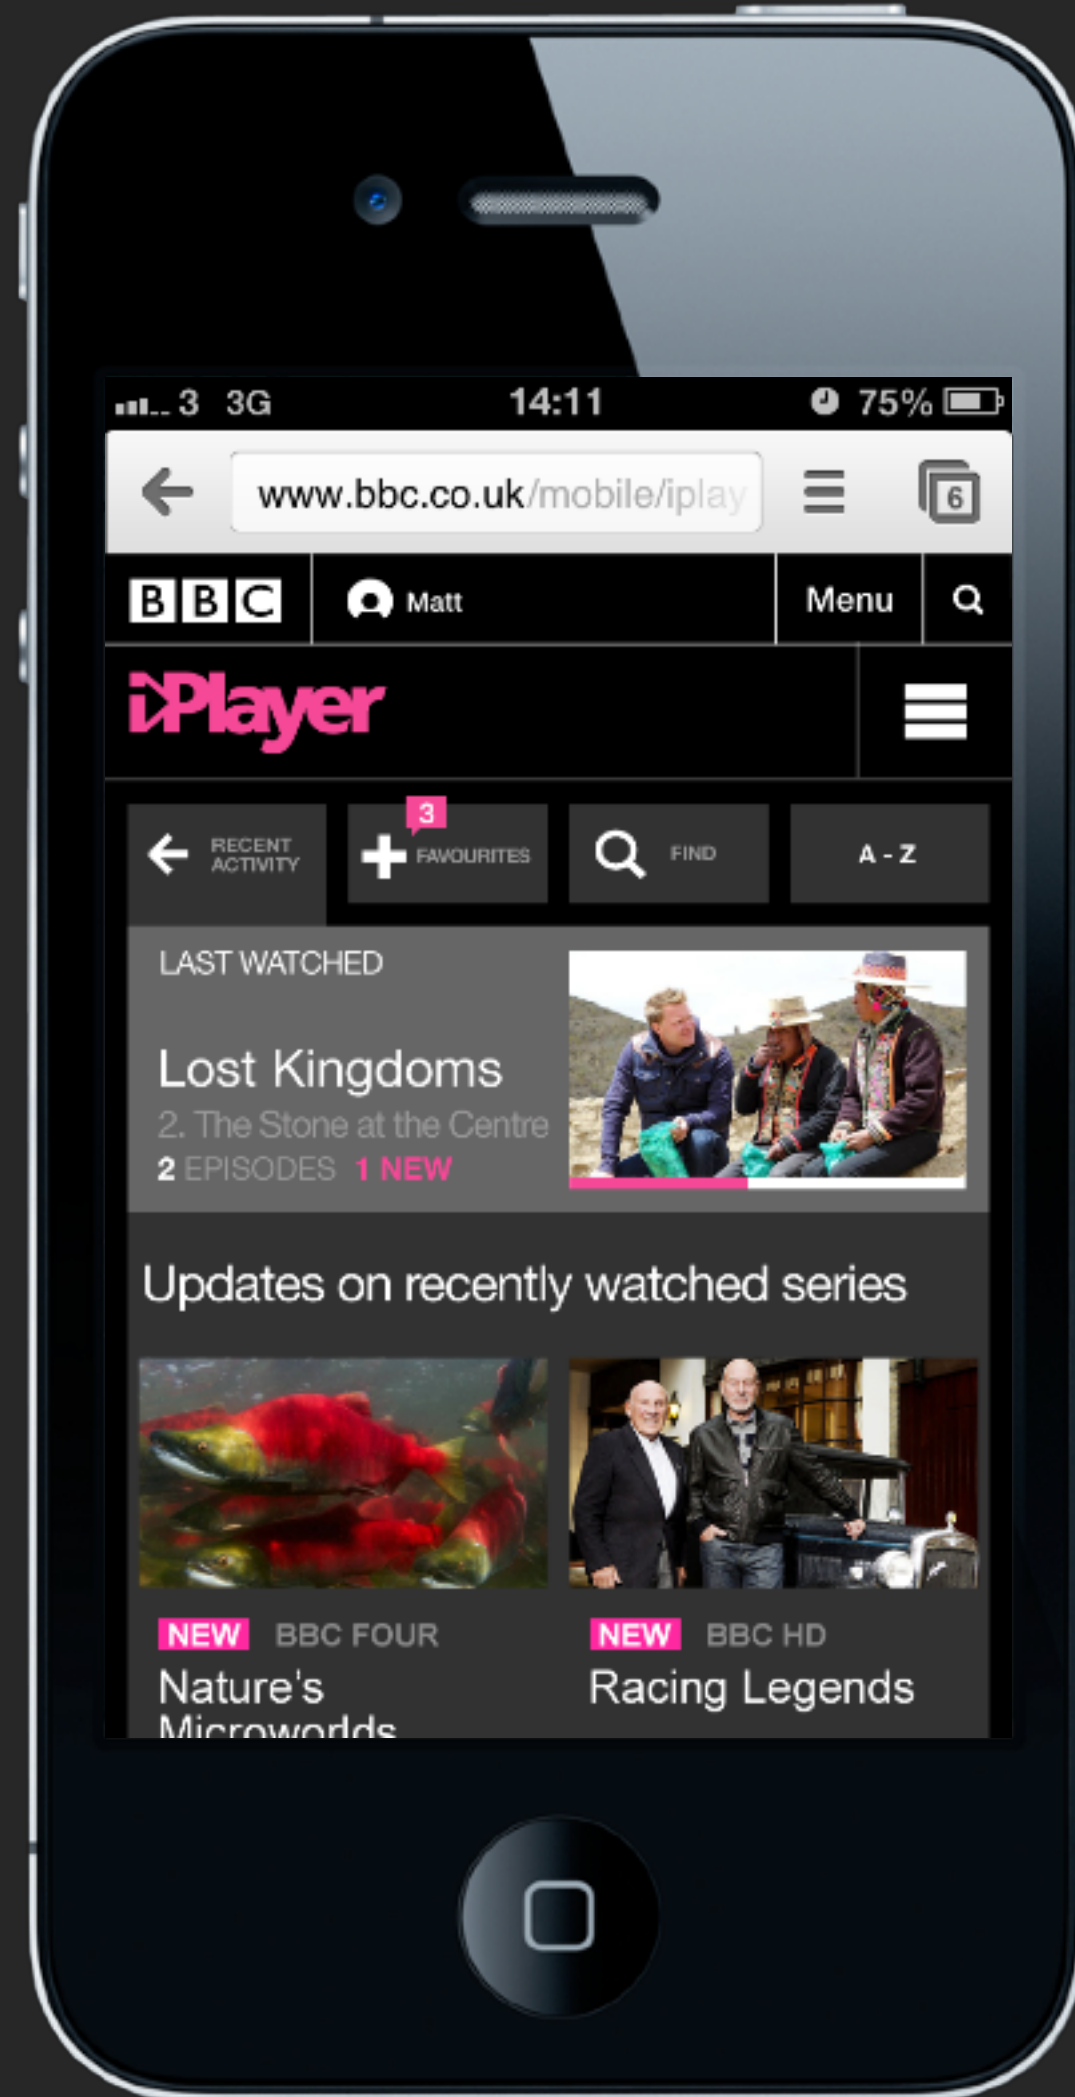 3 3G 14:11 75%
www.bbc.co.uk/mobile/iplay
6
BBC Matt Menu
iPlayer
RECENT
ACTIVITY
3
FAVOURITES
FIND
A - Z
LAST WATCHED
Lost Kingdoms
2. The Stone at the Centre
2 EPISODES 1 NEW
Updates on recently watched series
NEW BBC FOUR
Nature's
Microworlds
NEW BBC HD
Racing Legends